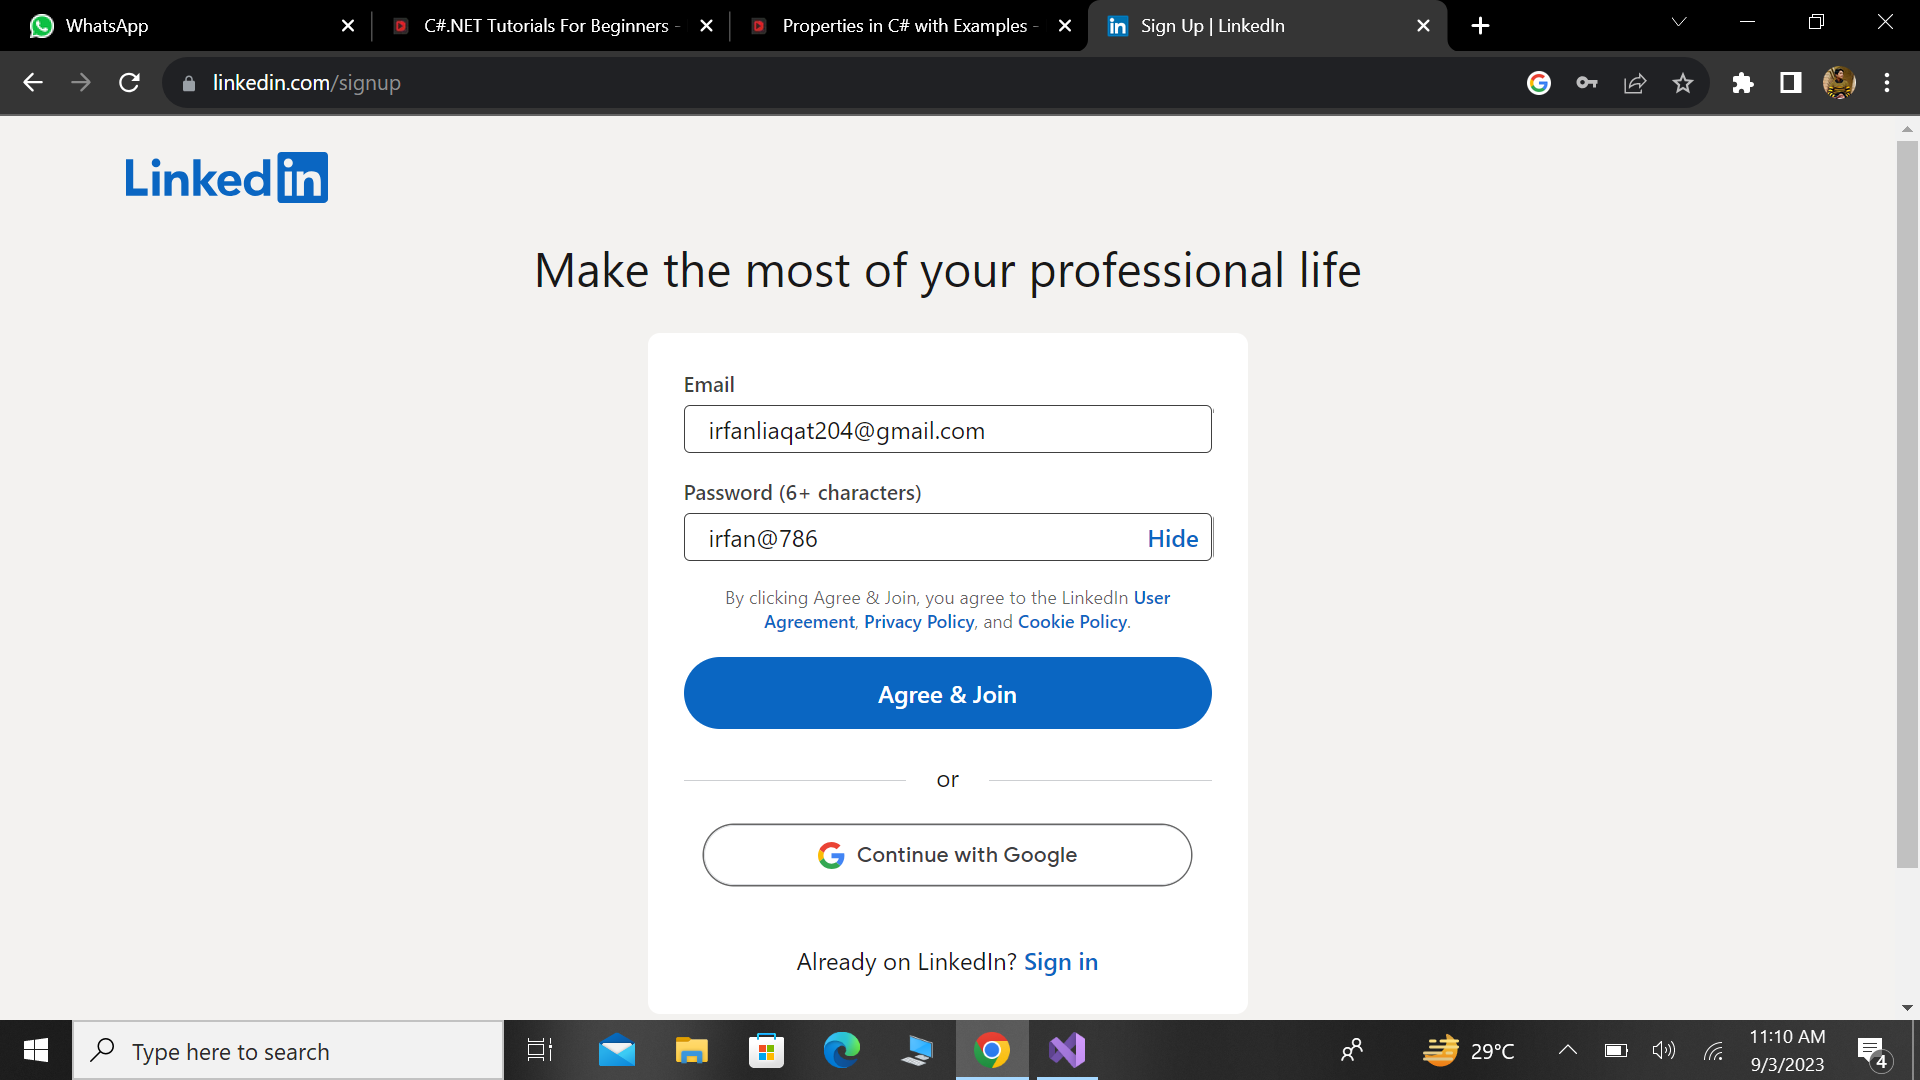 WhatsApp
C#.NET Tutorials For Beginners -
Properties in C# with Examples -
Sign Up | LinkedIn
linkedin.com/signup
Linkedin
Make the most of your professional life
Email
irfanliaqat204@gmail.com
Password (6+ characters)
irfan@786
Hide
By clicking Agree & Join, you agree to the LinkedIn User
Agreement, Privacy Policy, and Cookie Policy.
Agree & Join
or
Continue with Google
Already on LinkedIn? Sign in
Type here to search
29°C
11:10 AM
9/3/2023
4